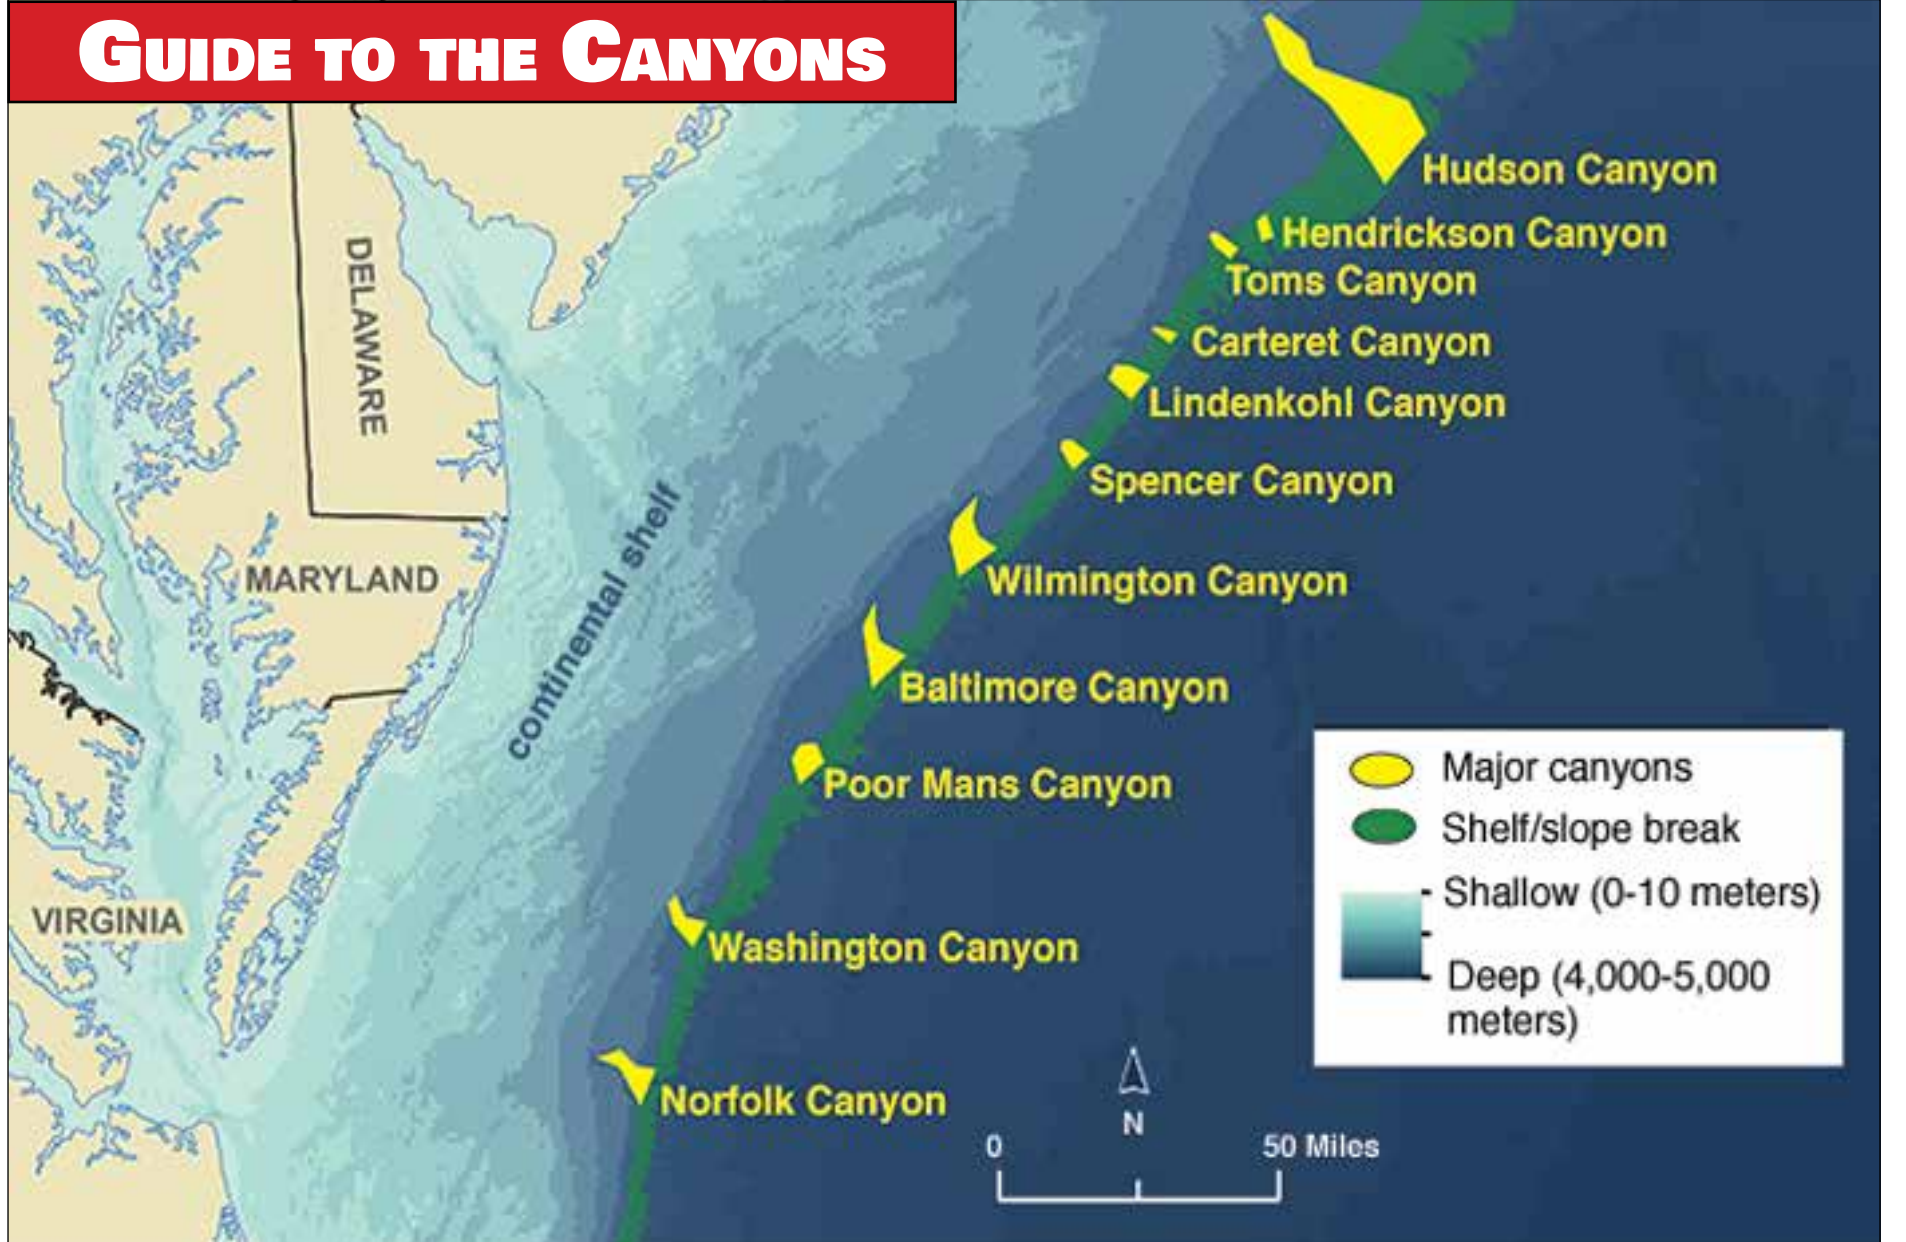 GUIDE TO THE CANYONS
Hudson Canyon
Hendrickson Canyon
DELAWARE
Toms Canyon
Carteret Canyon
Lindenkohl Canyon
Spencer Canyon
continental shelf
MARYLAND
Wilmington Canyon
Baltimore Canyon
Poor Mans Canyon
Major canyons
Shelf/slope break
Shallow (0-10 meters)
Deep (4,000-5,000
meters)
VIRGINIA
Washington Canyon
Norfolk Canyon
N
0 50 Miles